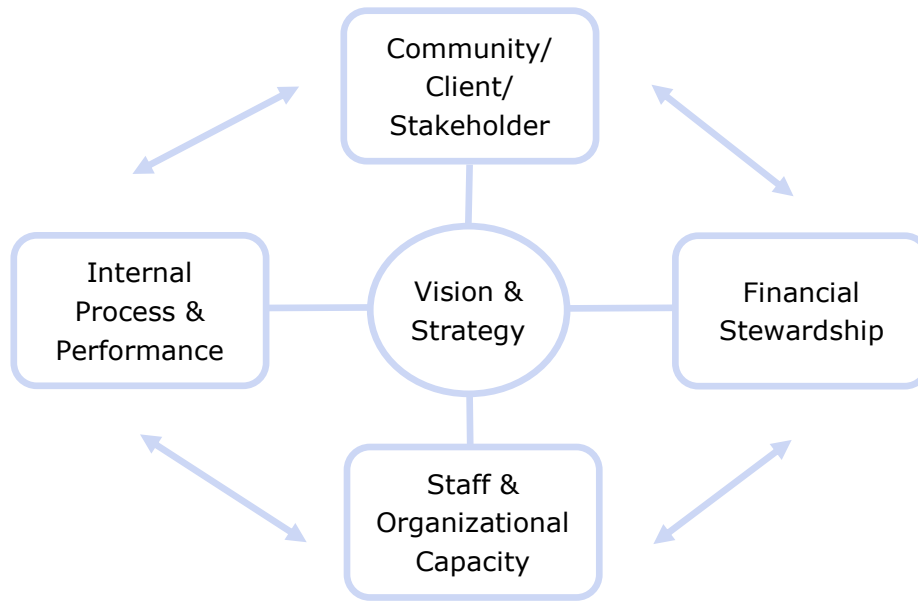 Community/
Client/
Stakeholder
Internal
Process &
Performance
Vision &
Strategy
Financial
Stewardship
Staff &
Organizational
Capacity